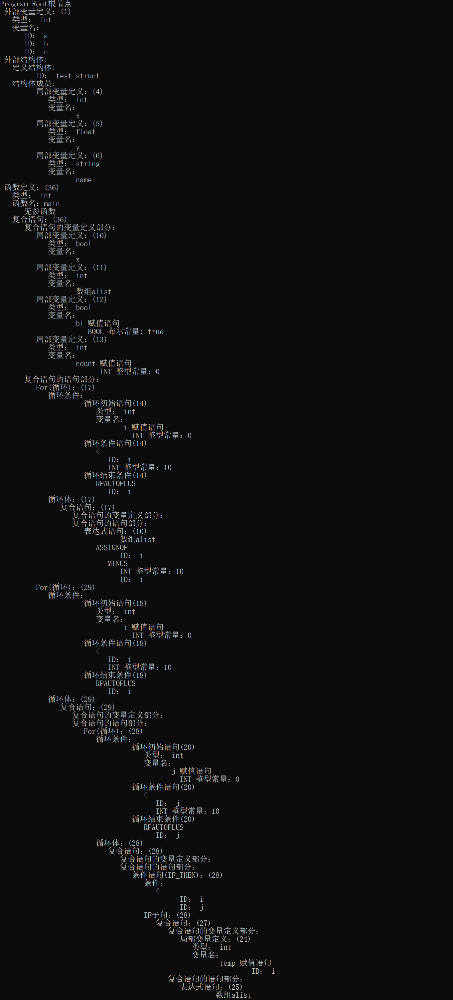 Program Root根节点
外部变量定义：(1)
类型： int
变量名：
ID： a
ID： b
ID： c
外部结构体:
定义结构体:
ID： test_struct
结构体成员:
局部变量定义：(4)
类型： int
变量名：
x
局部变量定义：(5)
类型： float
变量名：
y
局部变量定义：(6)
类型： string
变量名：
name
函数定义：(36)
类型： int
函数名：main
无参函数
复合语句：(36)
复合语句的变量定义部分：
局部变量定义：(10)
类型： bool
变量名：
x
局部变量定义：(11)
类型： int
变量名：
数组alist
局部变量定义：(12)
类型： bool
变量名：
bl 赋值语句
BOOL 布尔常量: true
局部变量定义：(13)
类型： int
变量名：
count 赋值语句
INT 整型常量：0
复合语句的语句部分：
For(循环)：(17)
循环条件：
循环初始语句(14)
类型： int
变量名：
i 赋值语句
INT 整型常量：0
循环条件语句(14)
<
ID： i
INT 整型常量：10
循环结束条件(14)
RPAUTOPLUS
ID： i
循环体：(17)
复合语句：(17)
复合语句的变量定义部分：
复合语句的语句部分：
表达式语句：(16)
数组alist
ASSIGNOP
ID： i
MINUS
INT 整型常量：10
ID： i
For(循环)：(29)
循环条件：
循环初始语句(18)
类型： int
变量名：
i 赋值语句
INT 整型常量：0
循环条件语句(18)
<
ID： i
INT 整型常量：10
循环结束条件(18)
RPAUTOPLUS
ID： i
循环体：(29)
复合语句：(29)
复合语句的变量定义部分：
复合语句的语句部分：
For(循环)：(28)
循环条件：
循环初始语句(20)
类型： int
变量名：
j 赋值语句
INT 整型常量：0
循环条件语句(20)
<
ID： j
INT 整型常量：10
循环结束条件(20)
RPAUTOPLUS
ID： j
循环体：(28)
复合语句：(28)
复合语句的变量定义部分：
复合语句的语句部分：
条件语句(IF_THEN)：(28)
条件：
<
ID： i
ID： j
IF子句：(28)
复合语句：(27)
复合语句的变量定义部分：
局部变量定义：(24)
类型： int
变量名：
temp 赋值语句
ID： i
复合语句的语句部分：
表达式语句：(25)
数组alist